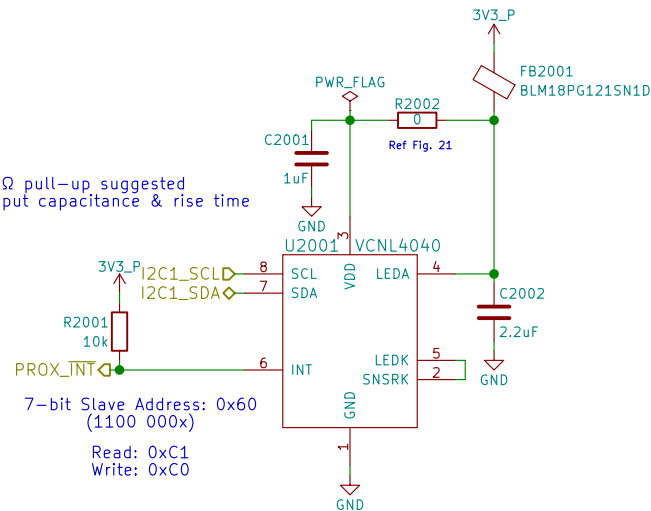 3V3_P
FB2001
BLM18PG121SN1D
PWR_FLAG
R2002
0
Ref Fig. 21
C2001
1uF
GND
Ω pull-up suggested
put capacitance & rise time
U2001 VCNL4040
3
VDD
3V3_P
I2C1_SCL 8 SCL
I2C1_SDA 7 SDA
LEDA 4
C2002
2.2uF
GND
R2001
10k
PROX_INT 6 INT
LEDK 5
SNSRK 2
GND
1
GND
7-bit Slave Address: 0x60
(1100 000x)
Read: 0xC1
Write: 0xC0